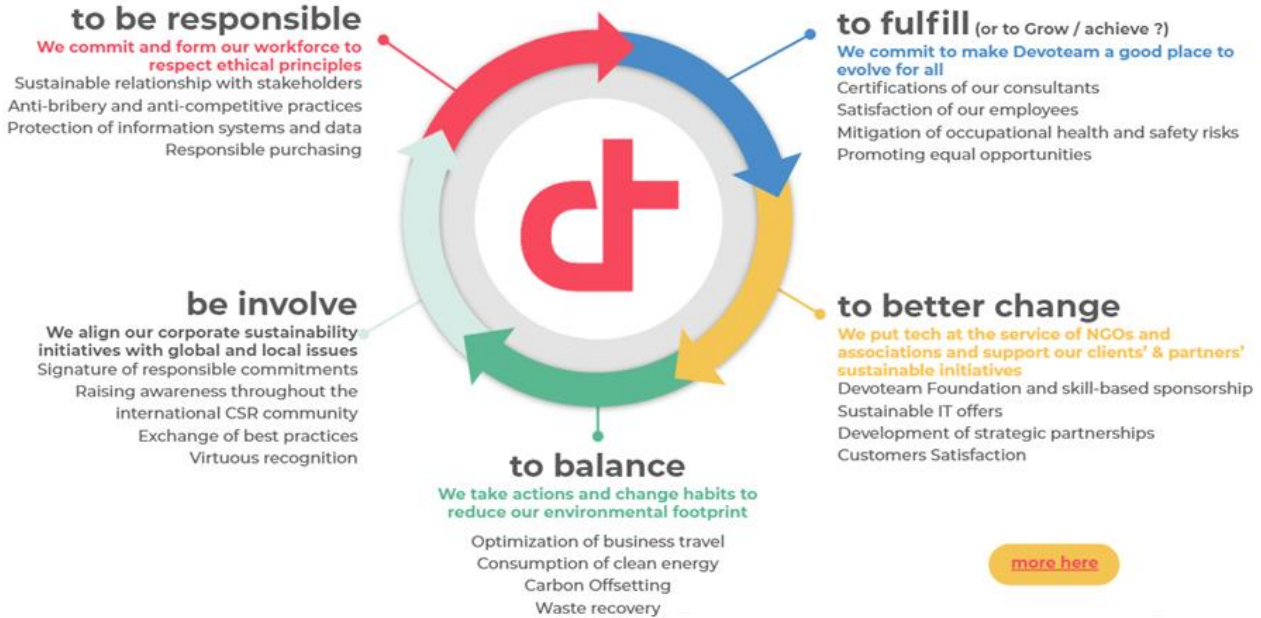 to be responsible
We commit and form our workforce to
respect ethical principles
Sustainable relationship with stakeholders
Anti-bribery and anti-competitive practices
Protection of information systems and data
Responsible purchasing
to fulfill (or to Grow / achieve ?)
We commit to make Devoteam a good place to
evolve for all
Certifications of our consultants
Satisfaction of our employees
Mitigation of occupational health and safety risks
Promoting equal opportunities
be involve
We align our corporate sustainability
initiatives with global and local issues
Signature of responsible commitments
Raising awareness throughout the
international CSR community
Exchange of best practices
Virtuous recognition
to better change
We put tech at the service of NGOs and
associations and support our clients' & partners'
sustainable initiatives
Devoteam Foundation and skill-based sponsorship
Sustainable IT offers
Development of strategic partnerships
Customers Satisfaction
to balance
We take actions and change habits to
reduce our environmental footprint
Optimization of business travel
Consumption of clean energy
Carbon Offsetting
Waste recovery
more here